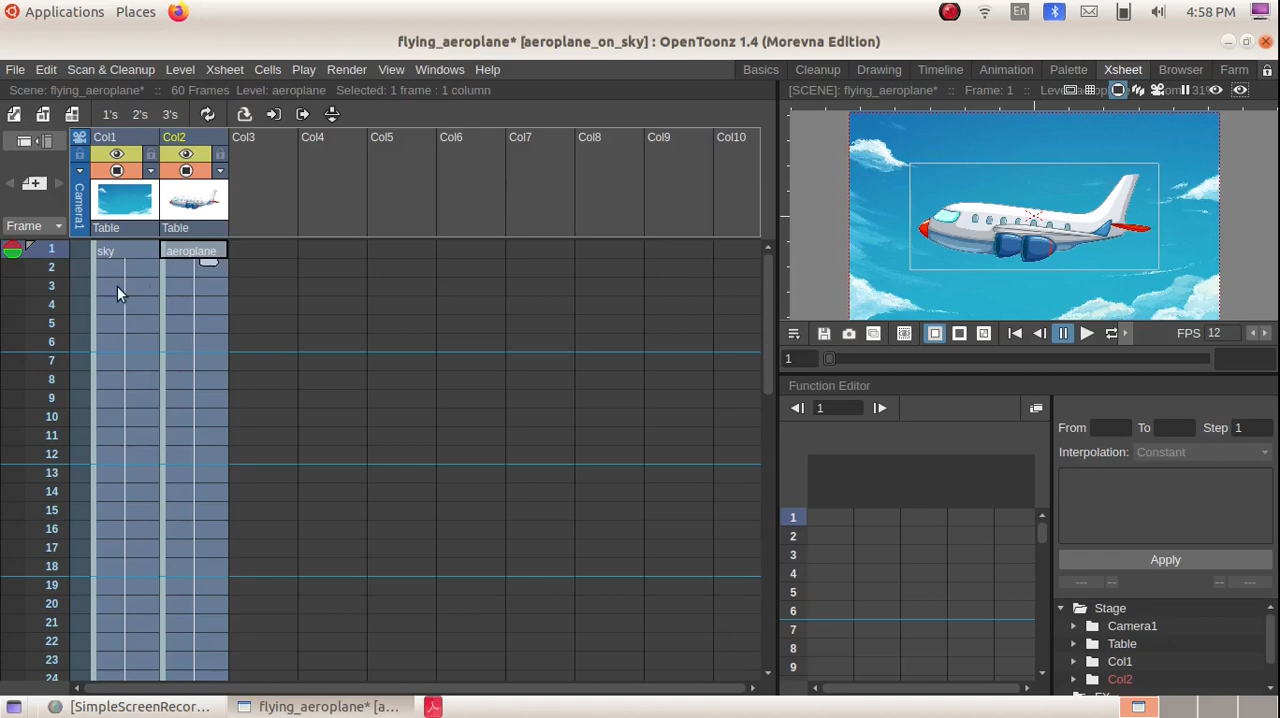 Applications Places En 4:58 PM
flying_aeroplane* [aeroplane_on_sky] : OpenToonz 1.4 (Morevna Edition)
File Edit Scan & Cleanup Level Xsheet Cells Play Render View Windows Help Basics Cleanup Drawing Timeline Animation Palette Xsheet Browser Farm
Scene: flying_aeroplane* :: 60 Frames Level: aeroplane Selected: 1 frame : 1 column
[SCENE]: flying_aeroplane* :: Frame: 1 :: 31%
1's 2's 3's
Col1 Col2 Col3 Col4 Col5 Col6 Col7 Col8 Col9 Col10
Camera1
Frame Table Table
1 sky aeroplane
2
3
4
5
6
7
8
9
10
11
12
13
14
15
16
17
18
19
20
21
22
23
24
FPS 12
1
Function Editor
1
From To Step 1
Interpolation: Constant
1
2
3
4
5
6
7
8
9
Apply
--- -- -- ---
Stage
Camera1
Table
Col1
Col2
[SimpleScreenRecor... flying_aeroplane* [a...